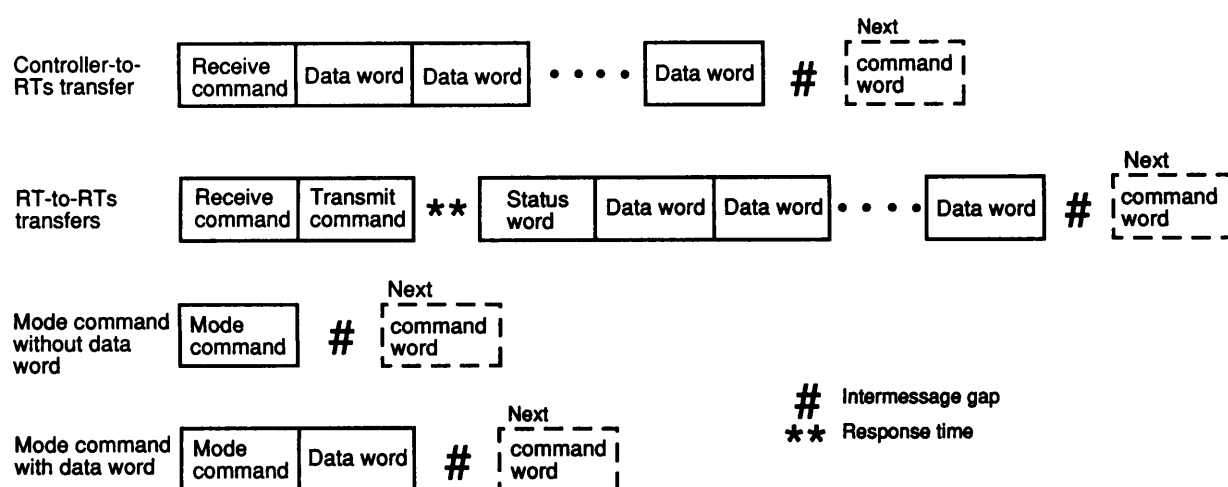 Next
Controller-to-
RTs transfer
Receive
command
Data word
Data word
• • • •
Data word
#
command
word
Next
RT-to-RTs
transfers
Receive
command
Transmit
command
**
Status
word
Data word
Data word
• • • •
Data word
#
command
word
Next
Mode command
without data
word
Mode
command
#
command
word
# Intermessage gap
** Response time
Next
Mode command
with data word
Mode
command
Data word
#
command
word